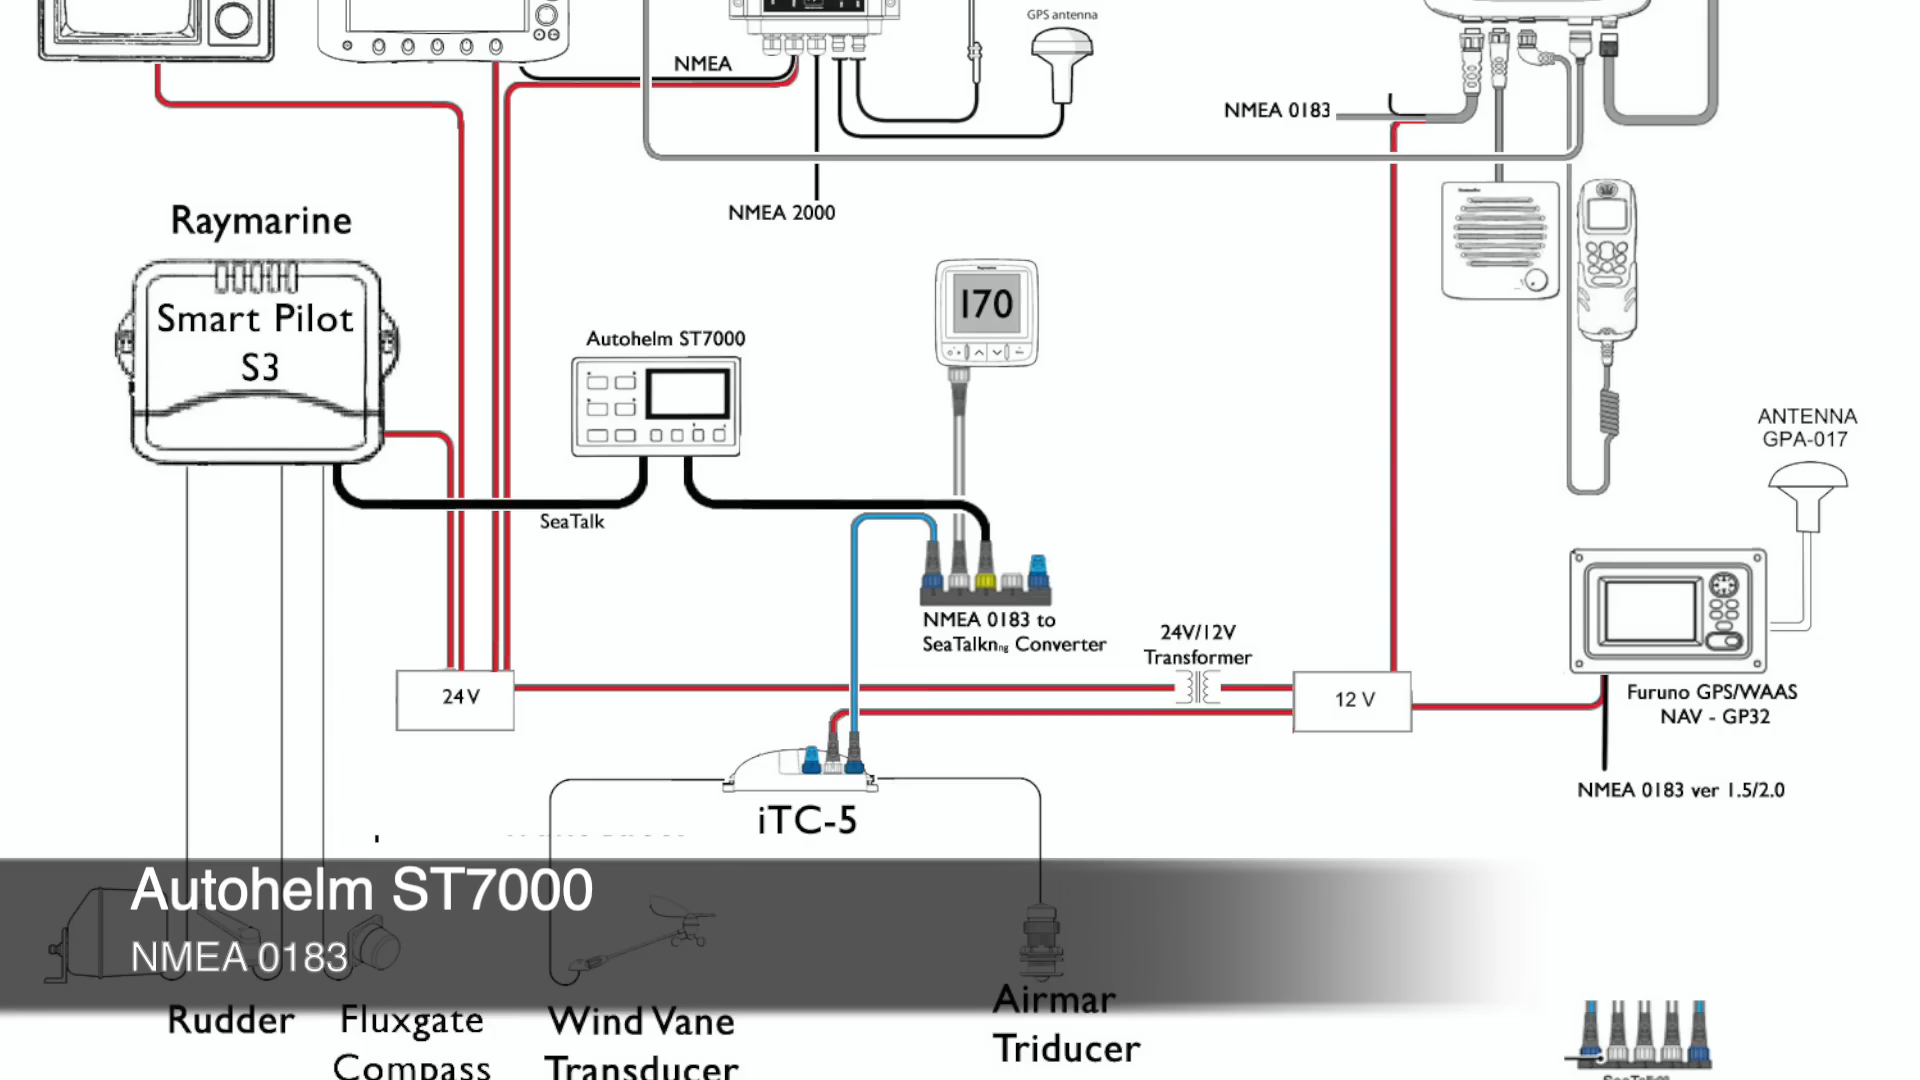 GPS antenna
NMEA
NMEA 0183
NMEA 2000
Raymarine
Smart Pilot
S3
I70
Autohelm ST7000
ANTENNA
GPA-017
SeaTalk
NMEA 0183 to
SeaTalknng Converter
24V/12V
Transformer
24V
12 V
Furuno GPS/WAAS
NAV - GP32
NMEA 0183 ver 1.5/2.0
iTC-5
Autohelm ST7000
NMEA 0183
Rudder
Fluxgate
Compass
Wind Vane
Transducer
Airmar
Triducer